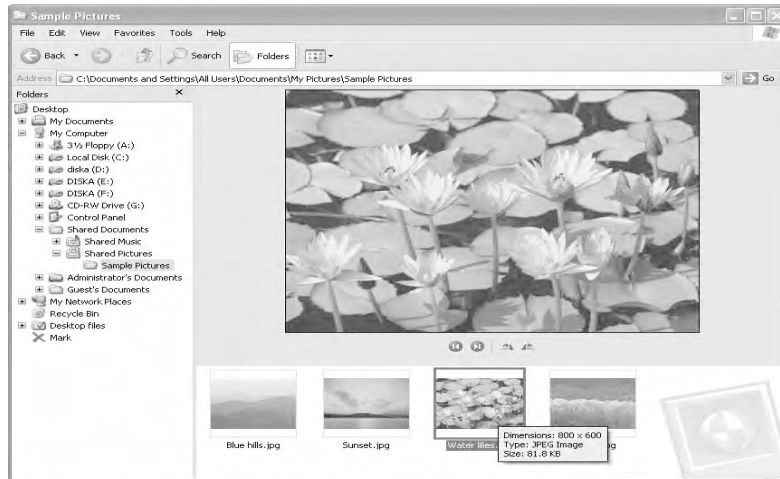 Sample Pictures
File Edit View Favorites Tools Help
Back Search Folders
Address C:\Documents and Settings\All Users\Documents\My Pictures\Sample Pictures Go
Folders
Desktop
My Documents
My Computer
3½ Floppy (A:)
Local Disk (C:)
diska (D:)
DISKA (E:)
DISKA (F:)
CD-RW Drive (G:)
Control Panel
Shared Documents
Shared Music
Shared Pictures
Sample Pictures
Administrator's Documents
Guest's Documents
My Network Places
Recycle Bin
Desktop files
Mark
Blue hills.jpg Sunset.jpg Water lilies.
Dimensions: 800 x 600
Type: JPEG Image
Size: 81.8 KB